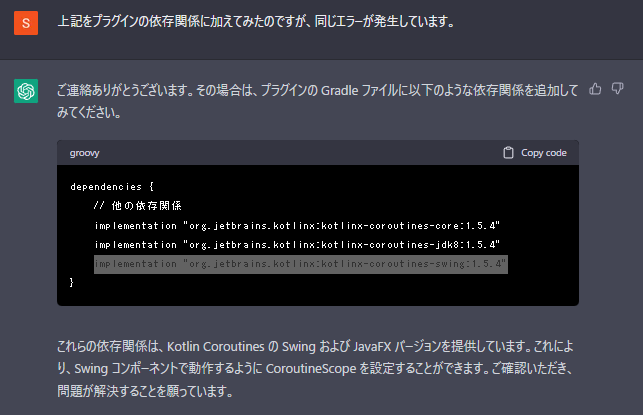 S
上記をプラグインの依存関係に加えてみたのですが、同じエラーが発生しています。
ご連絡ありがとうございます。その場合は、プラグインの Gradle ファイルに以下のような依存関係を追加して
みてください。
groovy Copy code
dependencies {
// 他の依存関係
implementation "org.jetbrains.kotlinx:kotlinx-coroutines-core:1.5.4"
implementation "org.jetbrains.kotlinx:kotlinx-coroutines-jdk8:1.5.4"
implementation "org.jetbrains.kotlinx:kotlinx-coroutines-swing:1.5.4"
}
これらの依存関係は、Kotlin Coroutines の Swing および JavaFX バージョンを提供しています。これによ
り、Swing コンポーネントで動作するように CoroutineScope を設定することができます。ご確認いただき、
問題が解決することを願っています。